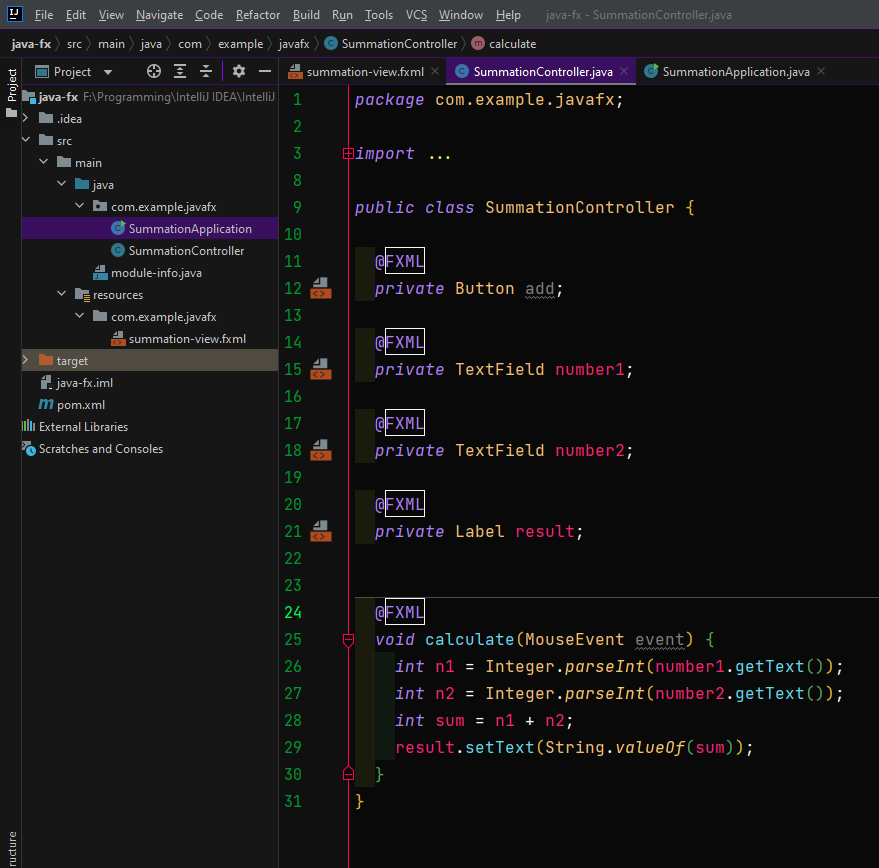 File Edit View Navigate Code Refactor Build Run Tools VCS Window Help java-fx - SummationController.java
java-fx src main java com example javafx SummationController calculate
Project
Project
summation-view.fxml
SummationController.java
SummationApplication.java
java-fx F:\Programming\IntelliJ IDEA\IntelliJ
.idea
src
main
java
com.example.javafx
SummationApplication
SummationController
module-info.java
resources
com.example.javafx
summation-view.fxml
target
java-fx.iml
pom.xml
External Libraries
Scratches and Consoles
ructure
1 package com.example.javafx;
2
3 import ...
8
9 public class SummationController {
10
11 @FXML
12 private Button add;
13
14 @FXML
15 private TextField number1;
16
17 @FXML
18 private TextField number2;
19
20 @FXML
21 private Label result;
22
23
24 @FXML
25 void calculate(MouseEvent event) {
26 int n1 = Integer.parseInt(number1.getText());
27 int n2 = Integer.parseInt(number2.getText());
28 int sum = n1 + n2;
29 result.setText(String.valueOf(sum));
30 }
31 }